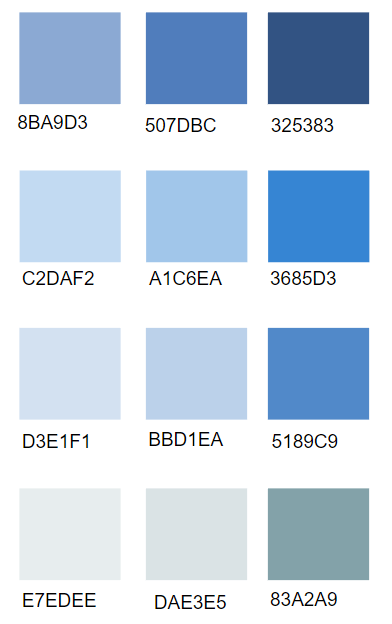 8BA9D3 507DBC 325383
C2DAF2 A1C6EA 3685D3
D3E1F1 BBD1EA 5189C9
E7EDEE DAE3E5 83A2A9